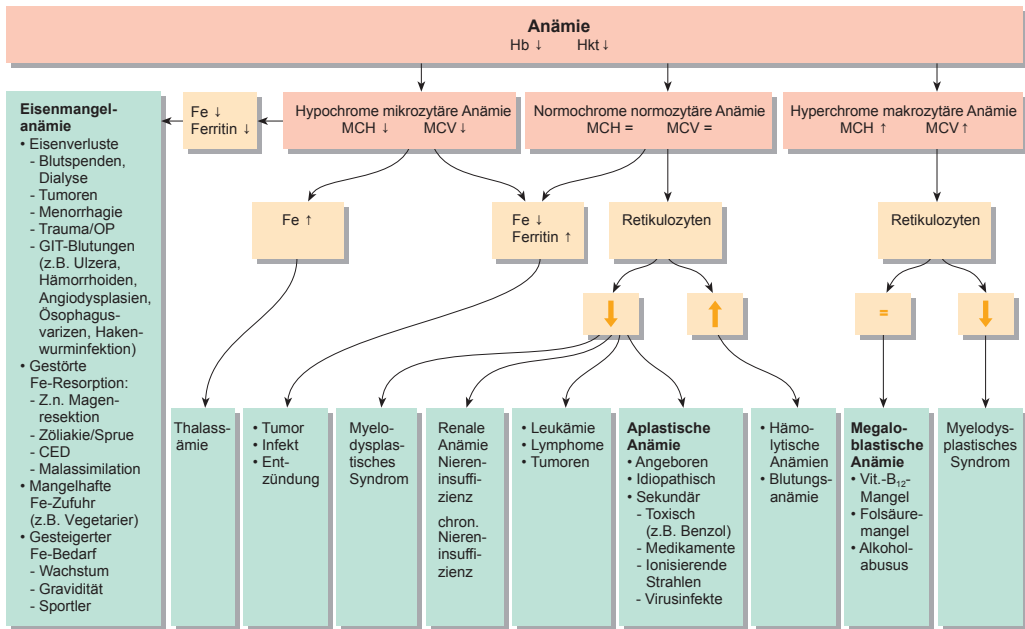 Anämie
Hb ↓ Hkt ↓
Eisenmangel-
anämie
• Eisenverluste
- Blutspenden,
Dialyse
- Tumoren
- Menorrhagie
- Trauma/OP
- GIT-Blutungen
(z.B. Ulzera,
Hämorrhoiden,
Angiodysplasien,
Ösophagus-
varizen, Haken-
wurminfektion)
• Gestörte
Fe-Resorption:
- Z.n. Magen-
resektion
- Zöliakie/Sprue
- CED
- Malassimilation
• Mangelhafte
Fe-Zufuhr
(z.B. Vegetarier)
• Gesteigerter
Fe-Bedarf
- Wachstum
- Gravidität
- Sportler
Fe ↓
Ferritin ↓
Hypochrome mikrozytäre Anämie
MCH ↓ MCV ↓
Normochrome normozytäre Anämie
MCH = MCV =
Hyperchrome makrozytäre Anämie
MCH ↑ MCV ↑
Fe ↑
Fe ↓
Ferritin ↑
Retikulozyten
Retikulozyten
↓
↑
=
↓
Thalass-
ämie
• Tumor
• Infekt
• Ent-
zündung
Myelo-
dysplas-
tisches
Syndrom
Renale
Anämie
Nieren-
insuffi-
zienz
chron.
Nieren-
insuffi-
zienz
• Leukämie
• Lymphome
• Tumoren
Aplastische
Anämie
• Angeboren
• Idiopathisch
• Sekundär
- Toxisch
(z.B. Benzol)
- Medikamente
- Ionisierende
Strahlen
- Virusinfekte
• Hämo-
lytische
Anämien
• Blutungs-
anämie
Megalo-
blastische
Anämie
• Vit.-B₁₂-
Mangel
• Folsäure-
mangel
• Alkohol-
abusus
Myelodys-
plastisches
Syndrom